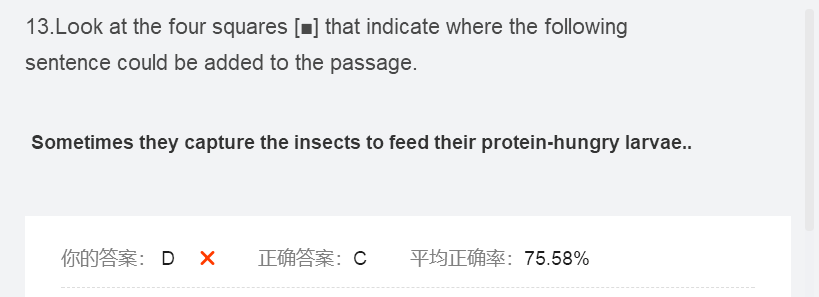 13.Look at the four squares [■] that indicate where the following
sentence could be added to the passage.
Sometimes they capture the insects to feed their protein-hungry larvae..
你的答案： D ✕ 正确答案： C 平均正确率： 75.58%